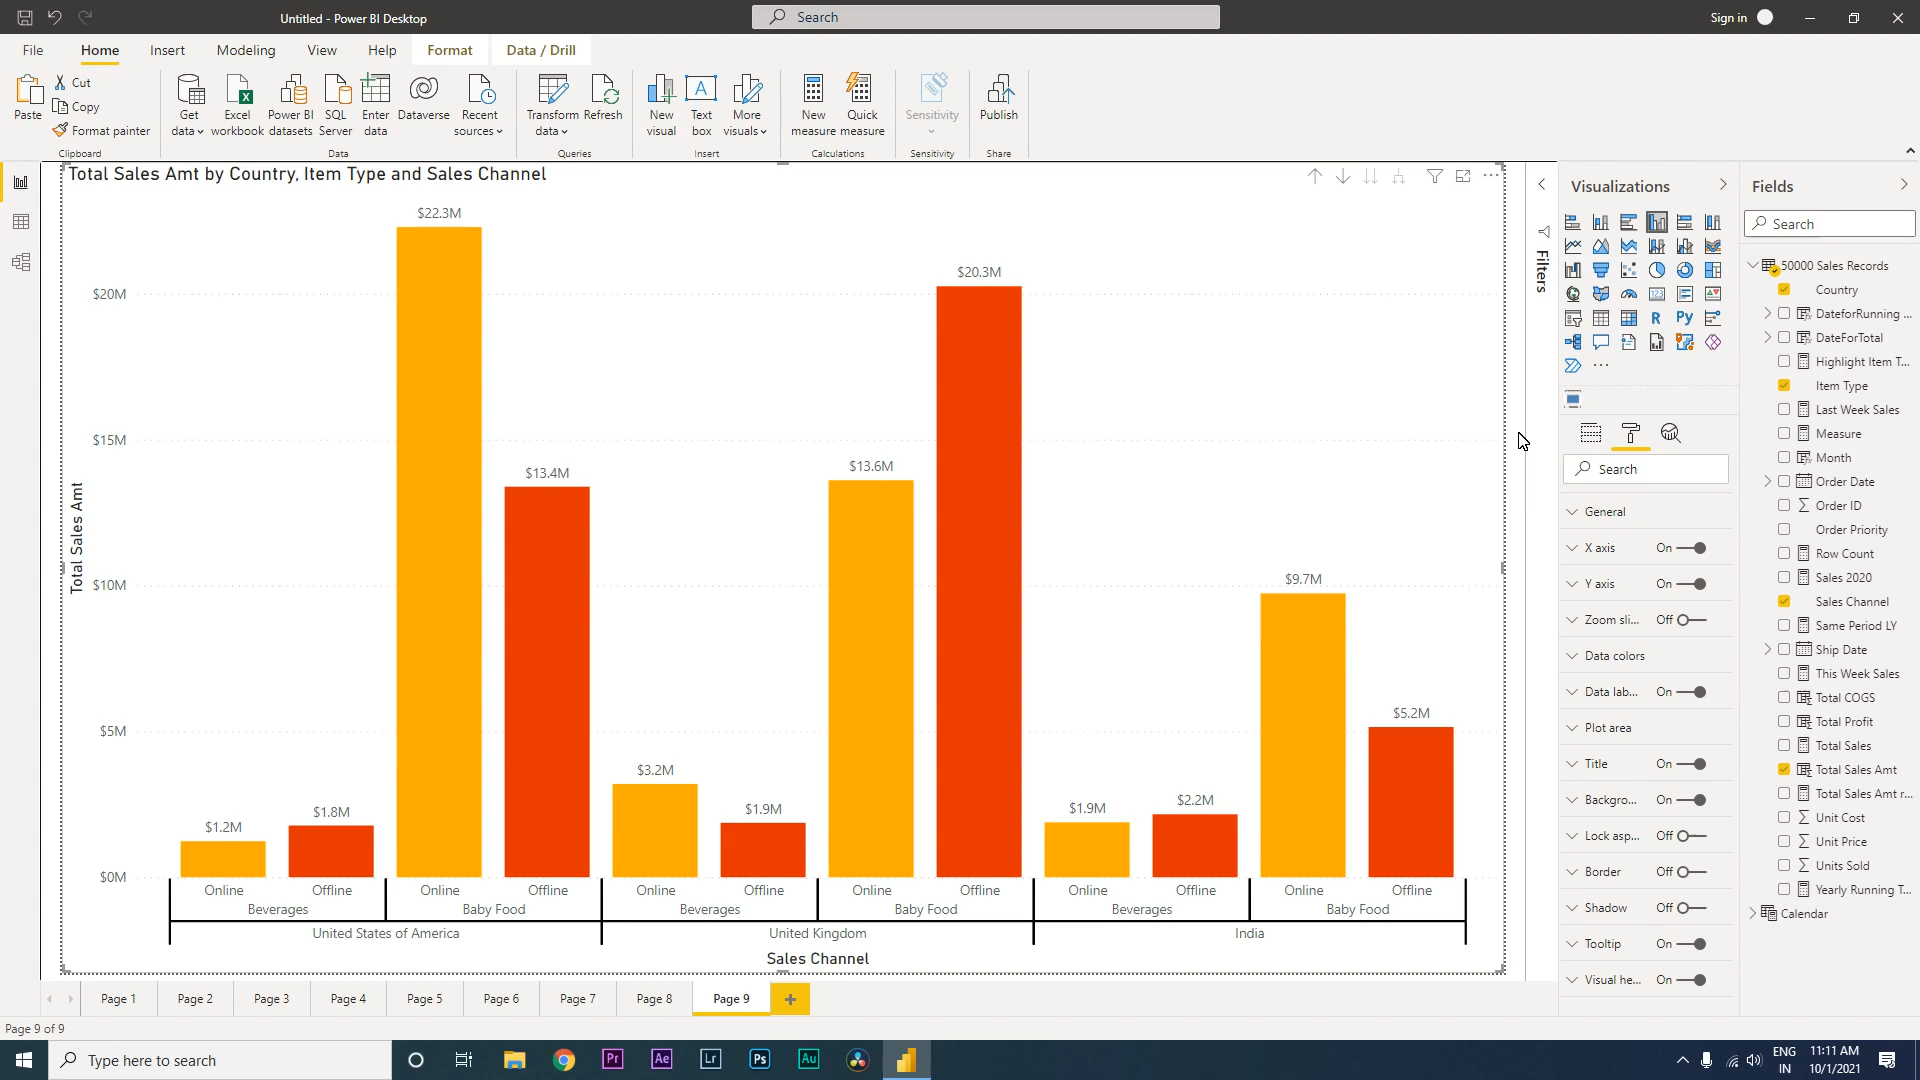 Untitled - Power BI Desktop
Search
Sign in
File
Home
Insert
Modeling
View
Help
Format
Data / Drill
Paste
Cut
Copy
Format painter
Clipboard
Get data
Excel workbook
Power BI datasets
SQL Server
Enter data
Dataverse
Recent sources
Data
Transform data
Refresh
Queries
New visual
Text box
More visuals
Insert
New measure
Quick measure
Calculations
Sensitivity
Sensitivity
Publish
Share
Total Sales Amt by Country, Item Type and Sales Channel
Total Sales Amt
$20M
$15M
$10M
$5M
$0M
$1.2M
$1.8M
$22.3M
$13.4M
$3.2M
$1.9M
$13.6M
$20.3M
$1.9M
$2.2M
$9.7M
$5.2M
Online Offline Online Offline Online Offline Online Offline Online Offline Online Offline
Beverages Baby Food Beverages Baby Food Beverages Baby Food
United States of America United Kingdom India
Sales Channel
Filters
Visualizations
R
Py
123
Search
General
X axis On
Y axis On
Zoom sli... Off
Data colors
Data lab... On
Plot area
Title On
Backgro... On
Lock asp... Off
Border Off
Shadow Off
Tooltip On
Visual he... On
Fields
Search
50000 Sales Records
Country
DateforRunning ...
DateForTotal
Highlight Item T...
Item Type
Last Week Sales
Measure
Month
Order Date
Order ID
Order Priority
Row Count
Sales 2020
Sales Channel
Same Period LY
Ship Date
This Week Sales
Total COGS
Total Profit
Total Sales
Total Sales Amt
Total Sales Amt r...
Unit Cost
Unit Price
Units Sold
Yearly Running T...
Calendar
Page 1
Page 2
Page 3
Page 4
Page 5
Page 6
Page 7
Page 8
Page 9
Page 9 of 9
Type here to search
Pr
Ae
Lr
Ps
Au
ENG
IN
11:11 AM
10/1/2021